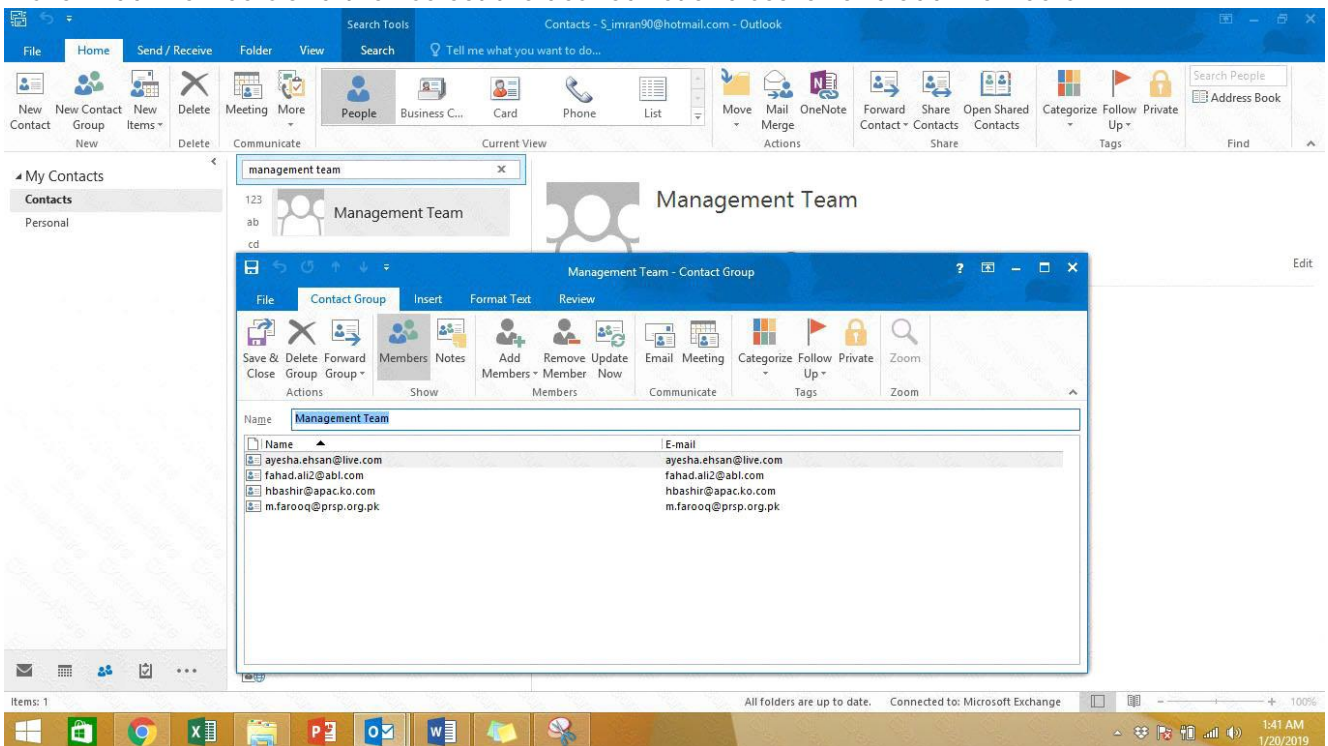 Search Tools
Contacts - S_imran90@hotmail.com - Outlook
File Home Send / Receive Folder View Search Tell me what you want to do...
New Contact
New Contact Group
New Items
Delete
Meeting
More
People
Business C...
Card
Phone
List
Move
Mail Merge
OneNote
Forward Contact
Share Contacts
Open Shared Contacts
Categorize
Follow Up
Private
Search People
Address Book
New Delete Communicate Current View Actions Share Tags Find
My Contacts
Contacts
Personal
management team
123
ab
cd
Management Team
Management Team
Edit
Management Team - Contact Group
File Contact Group Insert Format Text Review
Save & Close
Delete Group
Forward Group
Members
Notes
Add Members
Remove Member
Update Now
Email
Meeting
Categorize
Follow Up
Private
Zoom
Actions Show Members Communicate Tags Zoom
Name Management Team
Name E-mail
ayesha.ehsan@live.com ayesha.ehsan@live.com
fahad.ali2@abl.com fahad.ali2@abl.com
hbashir@apac.ko.com hbashir@apac.ko.com
m.farooq@prsp.org.pk m.farooq@prsp.org.pk
Items: 1
All folders are up to date. Connected to: Microsoft Exchange
100%
1:41 AM
1/20/2019